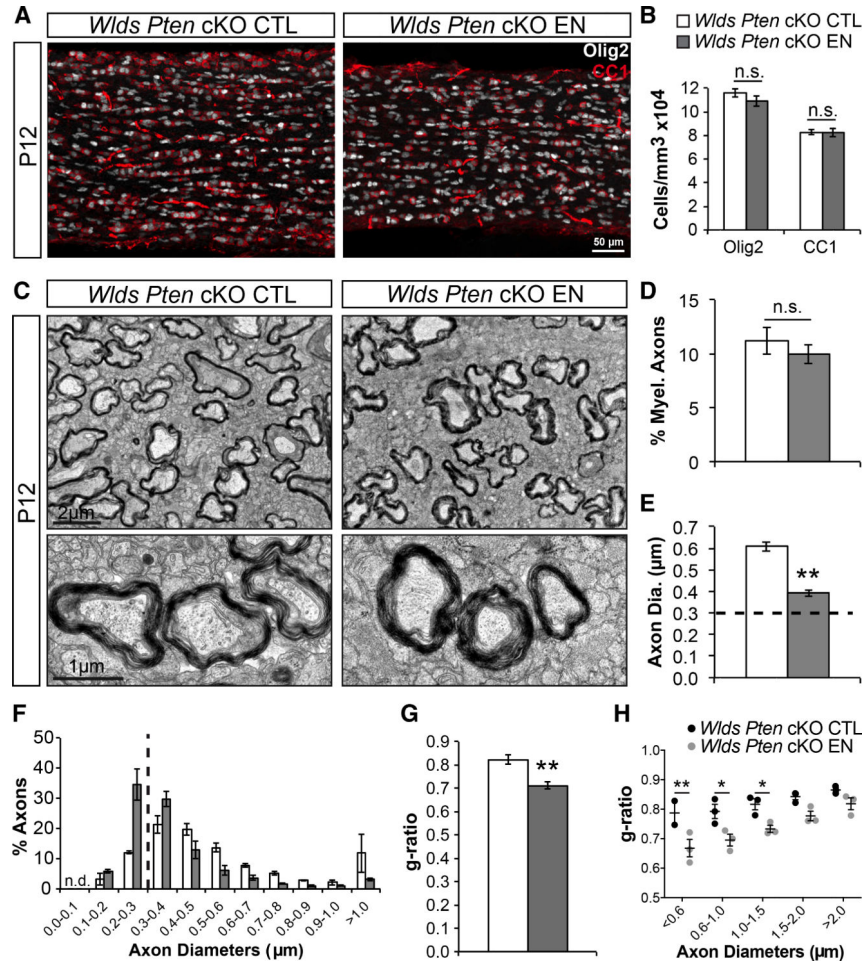 A
Wlds Pten cKO CTL
Wlds Pten cKO EN
P12
Olig2
CC1
50 µm
B
Wlds Pten cKO CTL
Wlds Pten cKO EN
n.s.
n.s.
Cells/mm3 x10⁴
12
10
8
6
4
2
0
Olig2
CC1
C
Wlds Pten cKO CTL
Wlds Pten cKO EN
P12
2µm
1µm
D
n.s.
% Myel. Axons
15
10
5
0
E
Axon Dia. (µm)
0.7
0.6
0.5
0.4
0.3
0.2
0.1
0.0
**
F
% Axons
50
40
30
20
10
0
n.d.
0.0-0.1
0.1-0.2
0.2-0.3
0.3-0.4
0.4-0.5
0.5-0.6
0.6-0.7
0.7-0.8
0.8-0.9
0.9-1.0
>1.0
Axon Diameters (µm)
G
g-ratio
0.9
0.8
0.7
0.6
0.5
0.4
0.3
0.2
0.1
0.0
**
H
Wlds Pten cKO CTL
Wlds Pten cKO EN
g-ratio
1.0
0.9
0.8
0.7
0.6
0.5
**
*
*
<0.6
0.6-1.0
1.0-1.5
1.5-2.0
>2.0
Axon Diameters (µm)